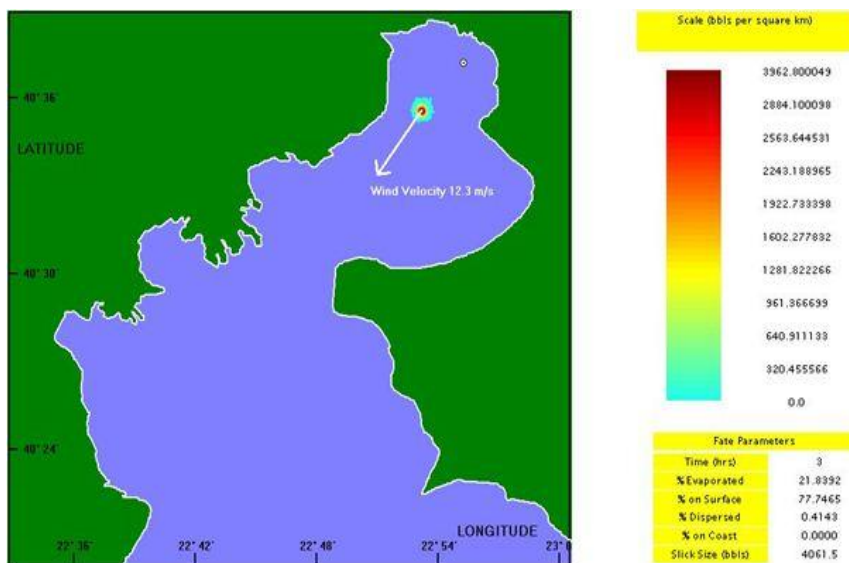 Scale (bbls per square km)
3962.800049
2884.100098
2563.644531
2243.188965
1922.733398
1602.277832
1281.822266
961.366699
640.911133
320.455566
0.0
40° 36'
LATITUDE
Wind Velocity 12.3 m/s
40° 30'
40° 24'
LONGITUDE
22° 36' 22° 42' 22° 48' 22° 54' 23° 0
Fate Parameters
Time (hrs) 3
% Evaporated 21.8392
% on Surface 77.7465
% Dispersed 0.4143
% on Coast 0.0000
Slick Size (bbls) 4061.5